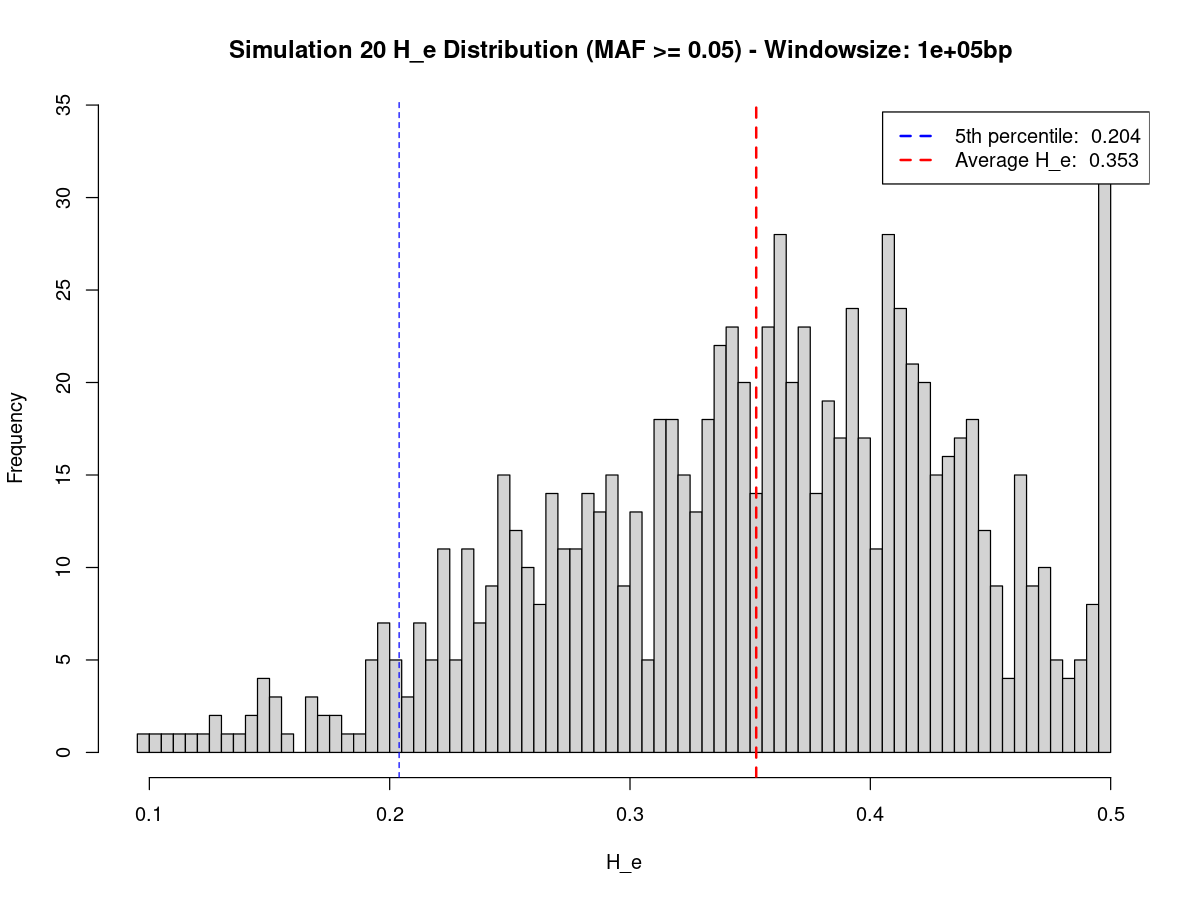 Simulation 20 H_e Distribution (MAF >= 0.05) - Windowsize: 1e+05bp
5th percentile: 0.204
Average H_e: 0.353
Frequency
35
30
25
20
15
10
5
0
0.1 0.2 0.3 0.4 0.5
H_e